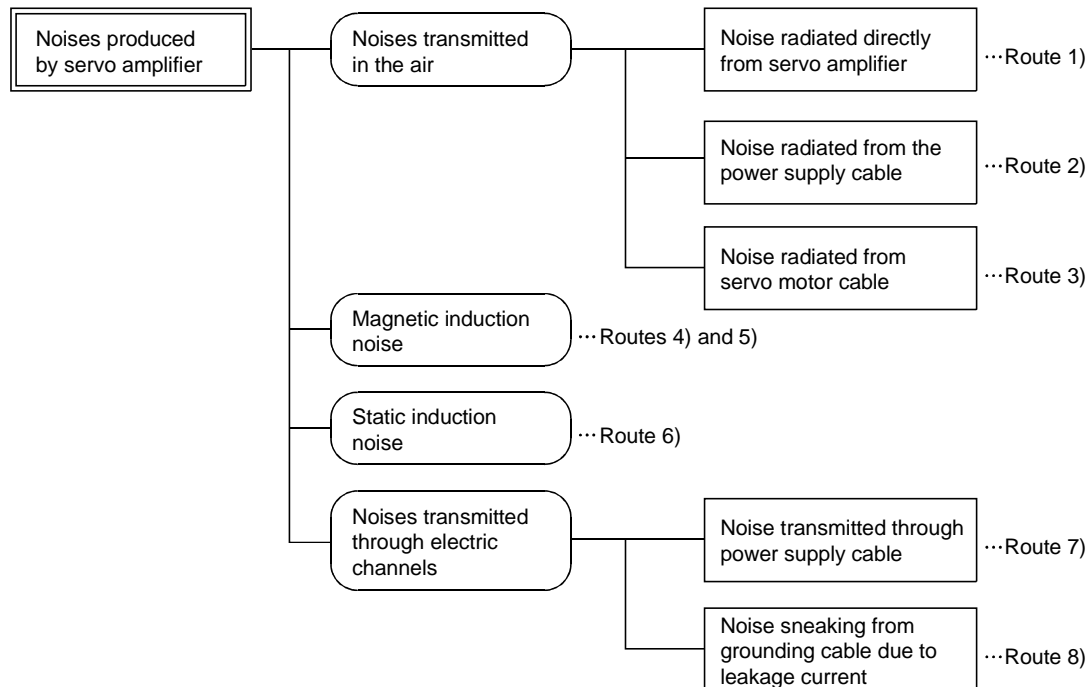 Noises produced
by servo amplifier
Noises transmitted
in the air
Noise radiated directly
from servo amplifier
…Route 1)
Noise radiated from the
power supply cable
…Route 2)
Noise radiated from
servo motor cable
…Route 3)
Magnetic induction
noise
…Routes 4) and 5)
Static induction
noise
…Route 6)
Noises transmitted
through electric
channels
Noise transmitted through
power supply cable
…Route 7)
Noise sneaking from
grounding cable due to
leakage current
…Route 8)